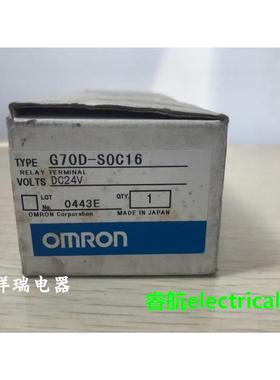 TYPE G70D-SOC16
RELAY TERMINAL
VOLTS DC24V
LOT No. 0443E QTY. 1
OMRON Corporation MADE IN JAPAN
OMRON
祥瑞电器
睿航electrical